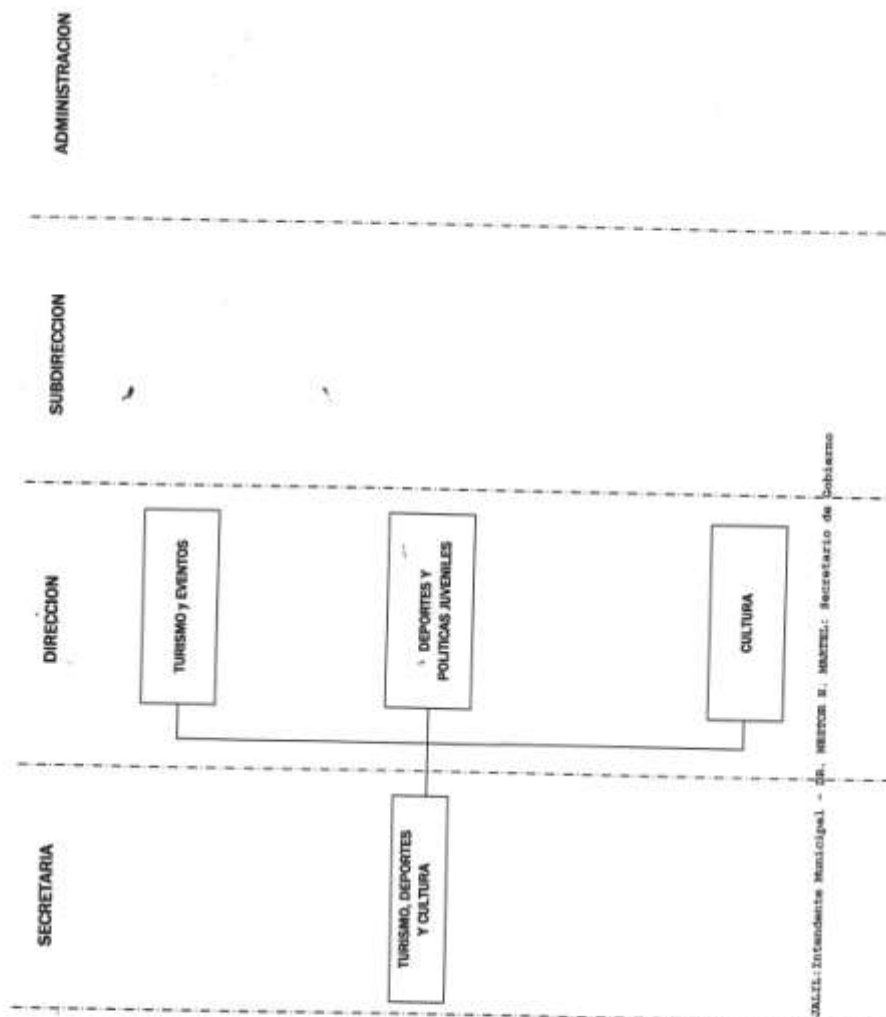 SECRETARIA
DIRECCION
SUBDIRECCION
ADMINISTRACION
TURISMO, DEPORTES
Y CULTURA
TURISMO y EVENTOS
DEPORTES Y
POLITICAS JUVENILES
CULTURA
JALIL:Intendente Municipal - DR. NESTOR N. MARTEL: Secretario de Gobierno